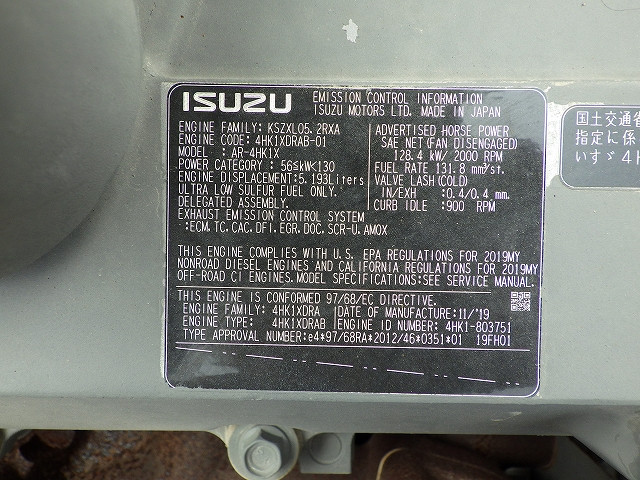 ISUZU EMISSION CONTROL INFORMATION
ISUZU MOTORS LTD. MADE IN JAPAN
ENGINE FAMILY: KSZXL05.2RXA
ENGINE CODE: 4HK1XDRAB-01
MODEL: AR-4HK1X
POWER CATEGORY : 56≤kW<130
ENGINE DISPLACEMENT:5.193Liters
ULTRA LOW SULFUR FUEL ONLY.
DELEGATED ASSEMBLY.
EXHAUST EMISSION CONTROL SYSTEM
:ECM.TC.CAC.DFI.EGR.DOC.SCR-U.AMOX
ADVERTISED HORSE POWER
SAE NET(FAN DISENGAGED)
128.4 kW/ 2000 RPM
FUEL RATE 131.8 mm³/st.
VALVE LASH (COLD)
IN/EXH :0.4/0.4 mm.
CURB IDLE :900 RPM
THIS ENGINE COMPLIES WITH U.S. EPA REGULATIONS FOR 2019MY
NONROAD DIESEL ENGINES AND CALIFORNIA REGULATIONS FOR 2019MY
OFF-ROAD CI ENGINES.MODEL SPECIFICATIONS:SEE SERVICE MANUAL.
THIS ENGINE IS CONFORMED 97/68/EC DIRECTIVE.
ENGINE FAMILY: 4HK1XDRA DATE OF MANUFACTURE:11/'19
ENGINE TYPE: 4HK1XDRAB ENGINE ID NUMBER: 4HK1-803751
TYPE APPROVAL NUMBER:e4*97/68RA*2012/46*0351*01 19FH01
国土交通省
指定に係
いすゞ4H